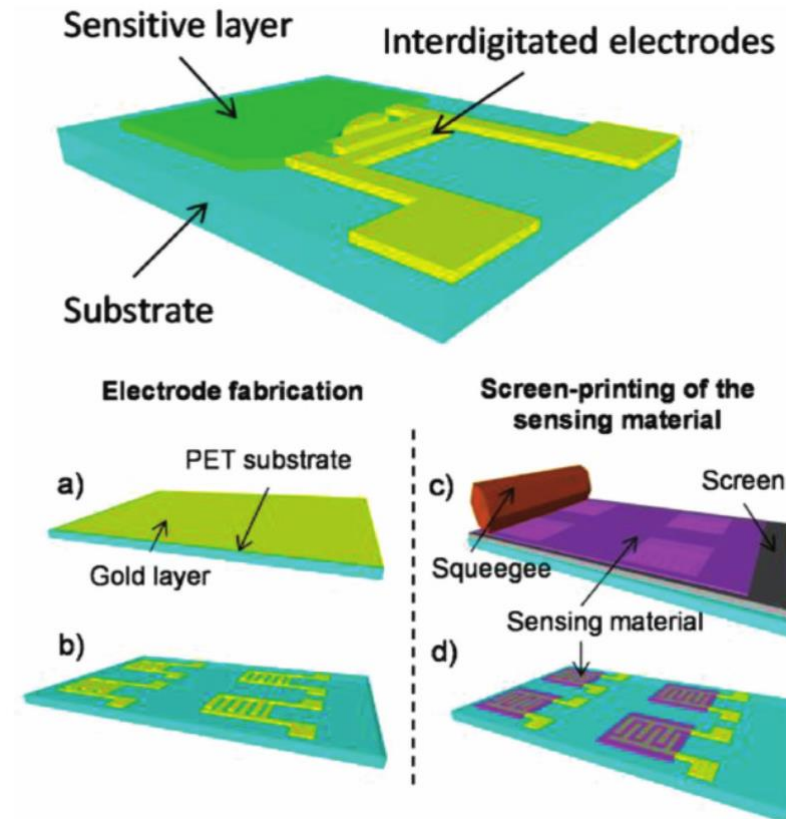 Sensitive layer
Interdigitated electrodes
Substrate
Electrode fabrication
a)
PET substrate
Gold layer
b)
Screen-printing of the
sensing material
c)
Screen
Squeegee
Sensing material
d)